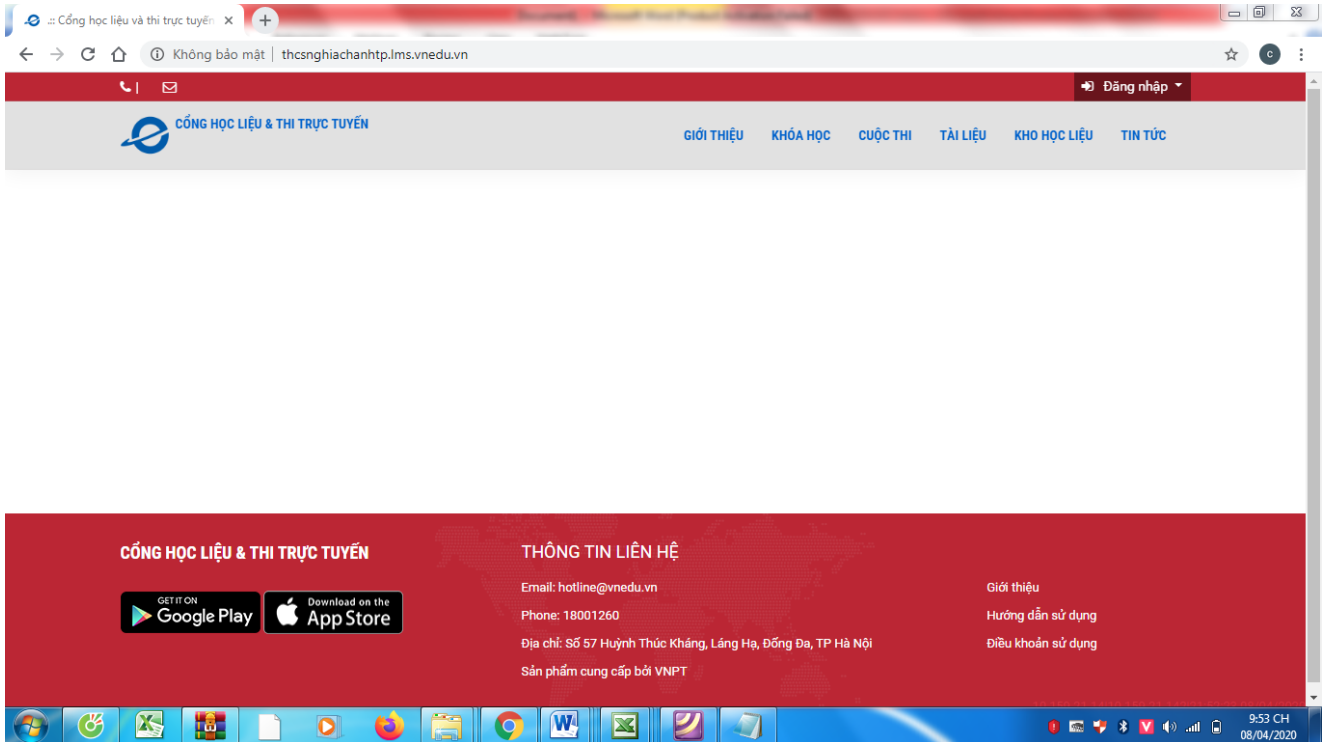 .:: Cổng học liệu và thi trực tuyến
Không bảo mật | thcsnghiachanhtp.lms.vnedu.vn
Đăng nhập
CỔNG HỌC LIỆU & THI TRỰC TUYẾN
GIỚI THIỆU KHÓA HỌC CUỘC THI TÀI LIỆU KHO HỌC LIỆU TIN TỨC
CỔNG HỌC LIỆU & THI TRỰC TUYẾN
GET IT ON
Google Play
Download on the
App Store
THÔNG TIN LIÊN HỆ
Email: hotline@vnedu.vn
Phone: 18001260
Địa chỉ: Số 57 Huỳnh Thúc Kháng, Láng Hạ, Đống Đa, TP Hà Nội
Sản phẩm cung cấp bởi VNPT
Giới thiệu
Hướng dẫn sử dụng
Điều khoản sử dụng
9:53 CH
08/04/2020